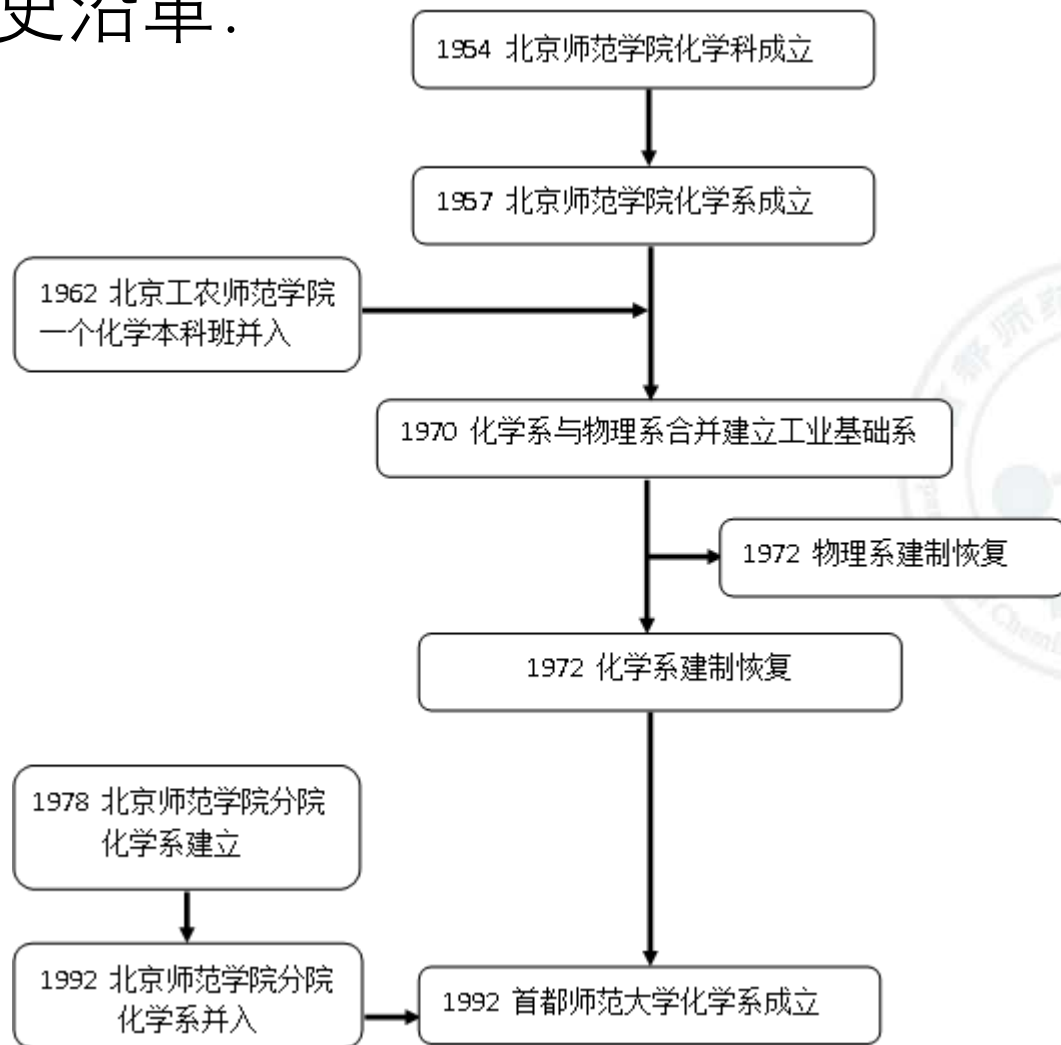 史沿革.
1954 北京师范学院化学科成立
1957 北京师范学院化学系成立
1962 北京工农师范学院
一个化学本科班并入
1970 化学系与物理系合并建立工业基础系
1972 物理系建制恢复
1972 化学系建制恢复
1978 北京师范学院分院
化学系建立
1992 北京师范学院分院
化学系并入
1992 首都师范大学化学系成立